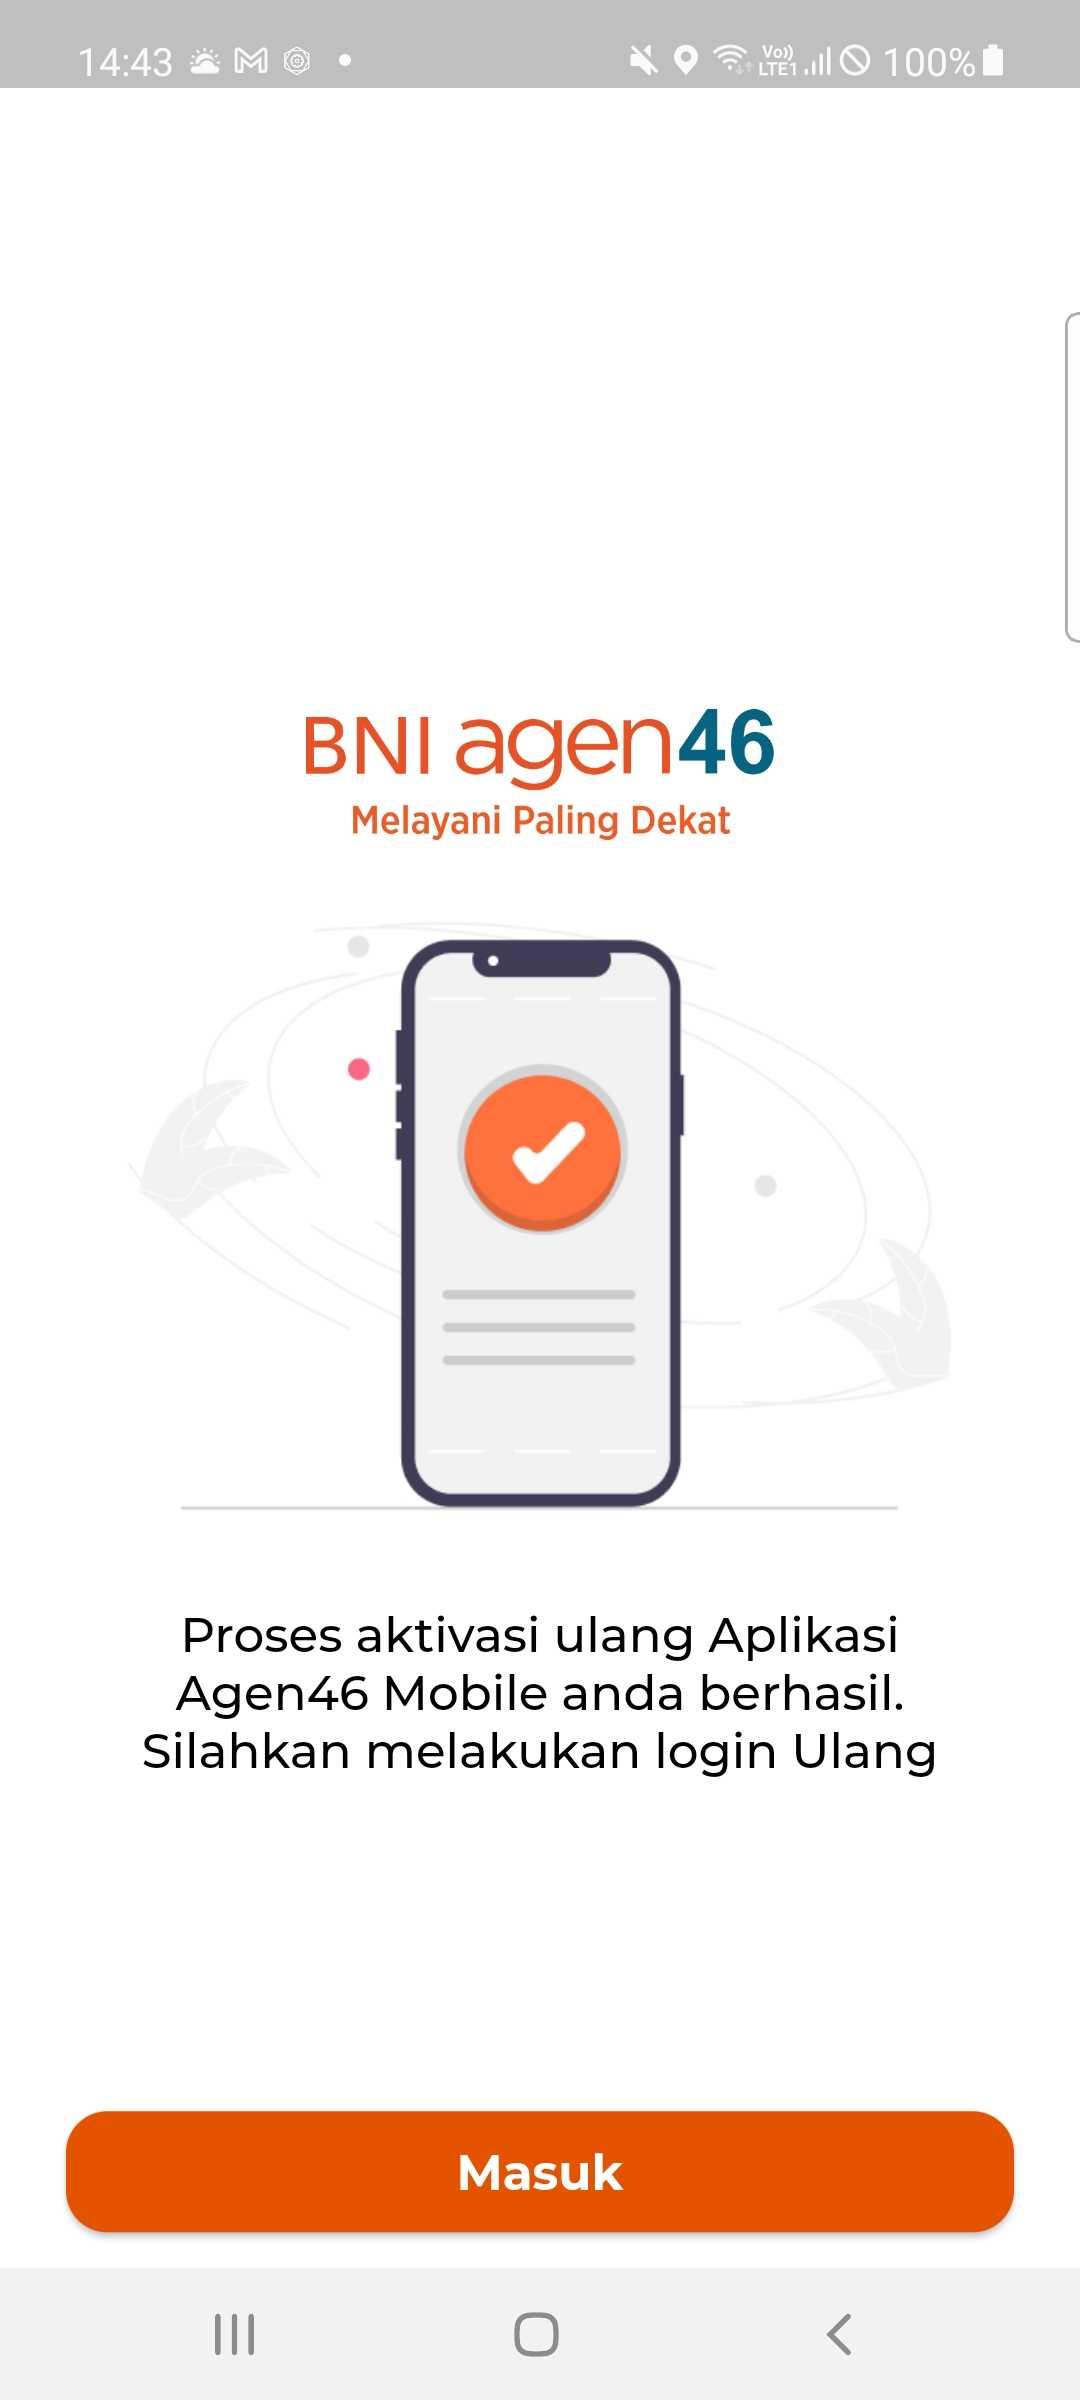 14:43
Vo))
LTE1
100%
BNI agen46
Melayani Paling Dekat
Proses aktivasi ulang Aplikasi
Agen46 Mobile anda berhasil.
Silahkan melakukan login Ulang
Masuk